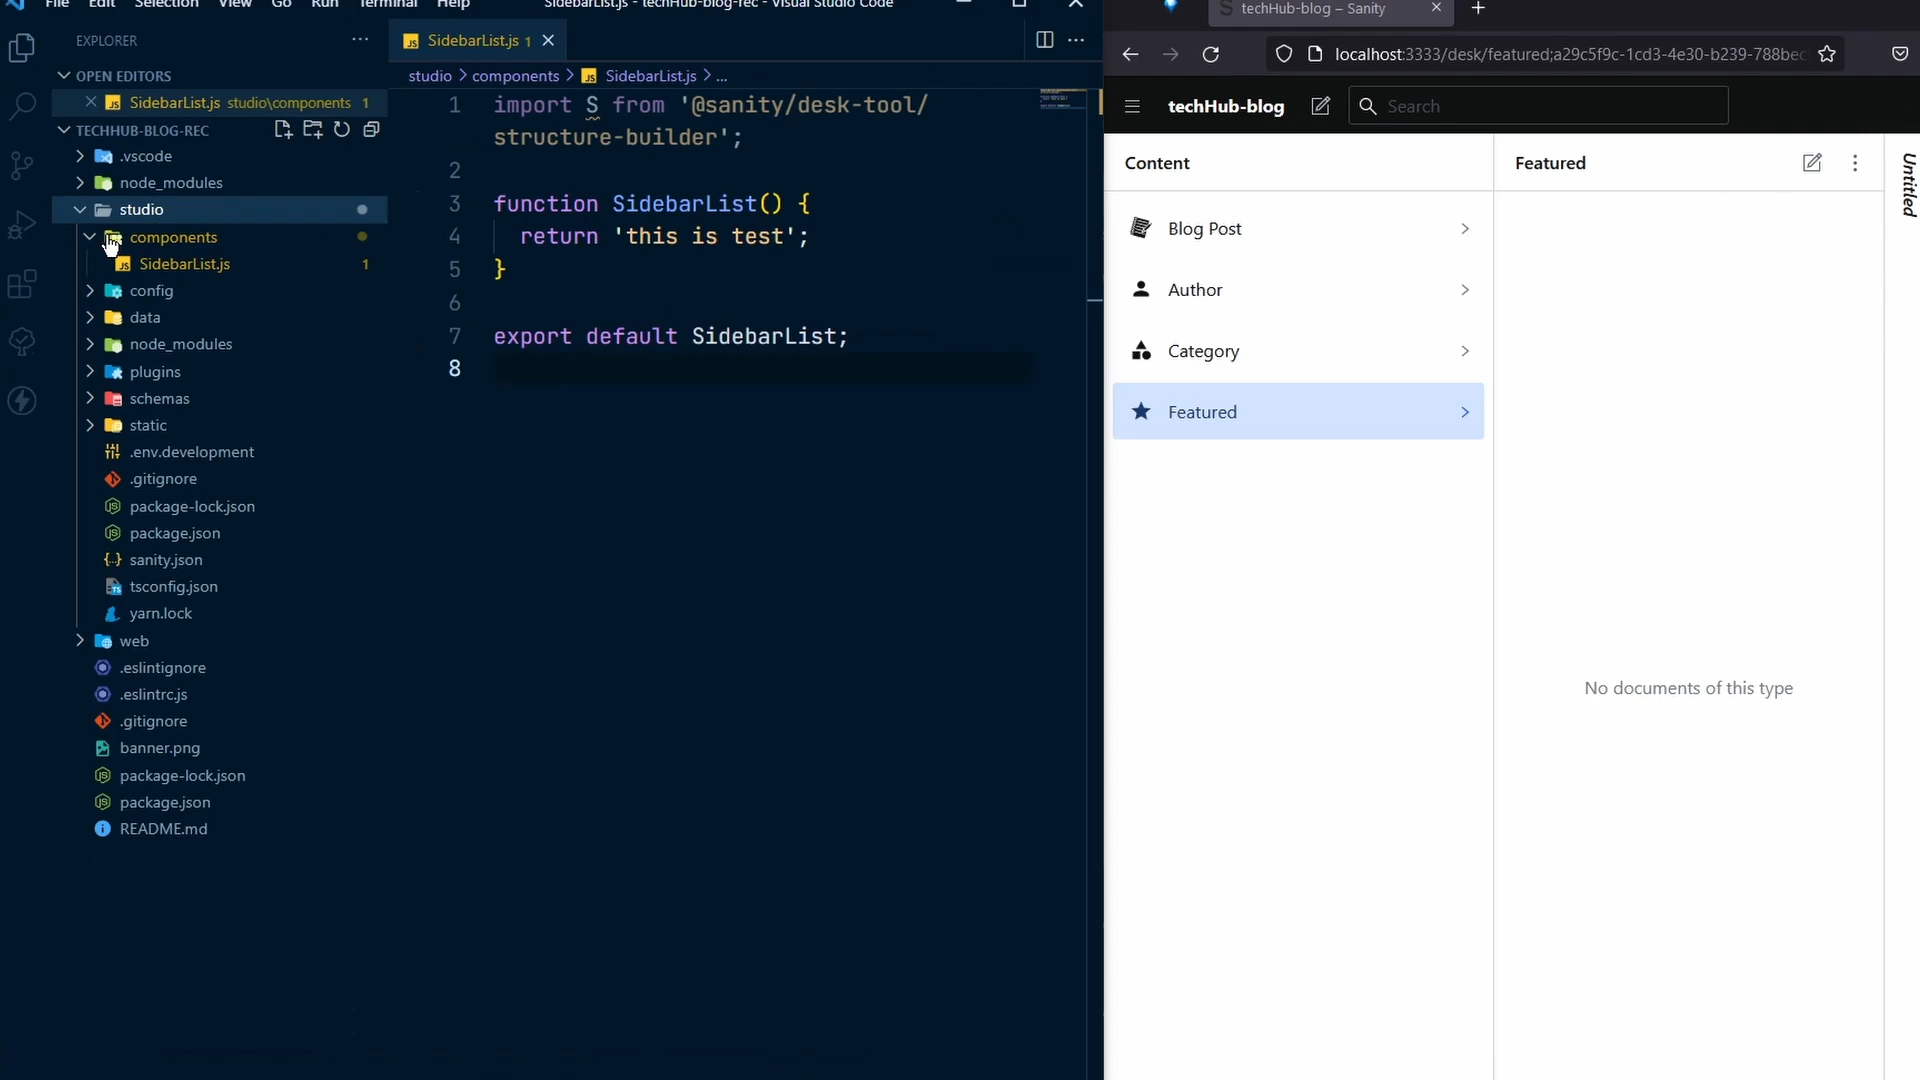 File Edit Selection View Go Run Terminal Help
SidebarList.js - techHub-blog-rec - Visual Studio Code
EXPLORER
OPEN EDITORS
SidebarList.js studio\components 1
TECHHUB-BLOG-REC
.vscode
node_modules
studio
components
SidebarList.js 1
config
data
node_modules
plugins
schemas
static
.env.development
.gitignore
package-lock.json
package.json
sanity.json
tsconfig.json
yarn.lock
web
.eslintignore
.eslintrc.js
.gitignore
banner.png
package-lock.json
package.json
README.md
SidebarList.js 1
studio > components > SidebarList.js > ...
1 import S from '@sanity/desk-tool/
structure-builder';
2
3 function SidebarList() {
4 return 'this is test';
5 }
6
7 export default SidebarList;
8
techHub-blog – Sanity
localhost:3333/desk/featured;a29c5f9c-1cd3-4e30-b239-788bec
techHub-blog
Search
Content
Blog Post
Author
Category
Featured
Featured
No documents of this type
Untitled